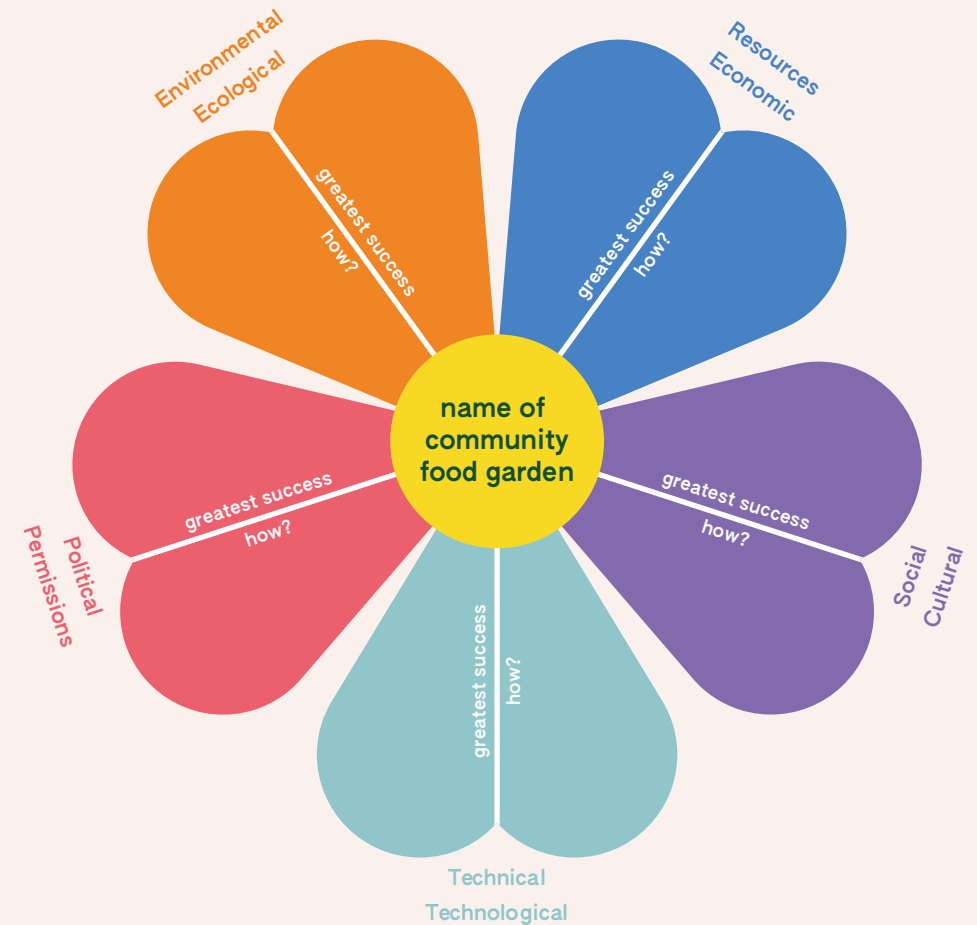 Environmental
Ecological
greatest success
how?
Resources
Economic
greatest success
how?
name of
community
food garden
Political
Permissions
greatest success
how?
Social
Cultural
greatest success
how?
Technical
Technological
greatest success
how?